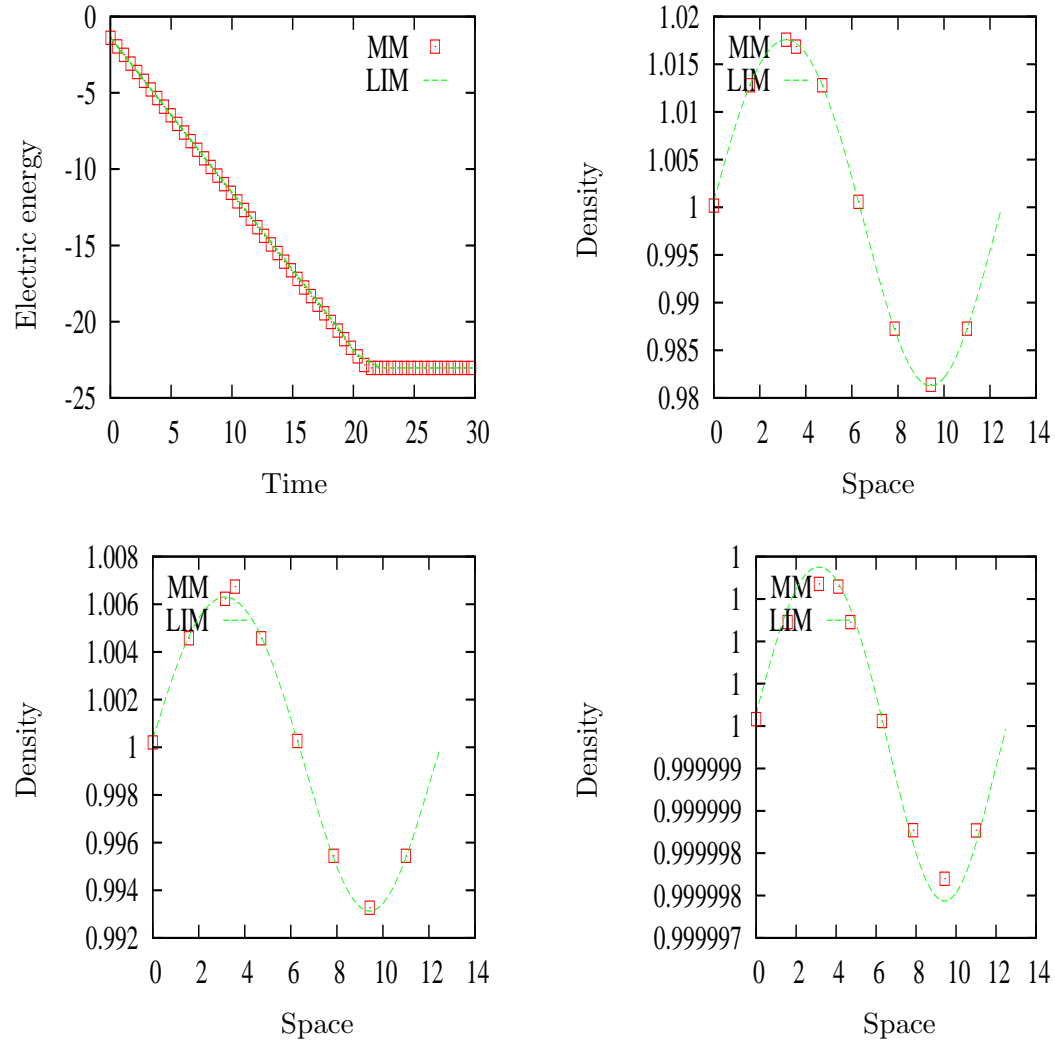 0
-5
-10
-15
-20
-25
0 5 10 15 20 25 30
Electric energy
Time
MM
LIM
1.02
1.015
1.01
1.005
1
0.995
0.99
0.985
0.98
0 2 4 6 8 10 12 14
Density
Space
MM
LIM
1.008
1.006
1.004
1.002
1
0.998
0.996
0.994
0.992
0 2 4 6 8 10 12 14
Density
Space
MM
LIM
1
1
1
1
1
0.999999
0.999999
0.999998
0.999998
0.999997
0 2 4 6 8 10 12 14
Density
Space
MM
LIM